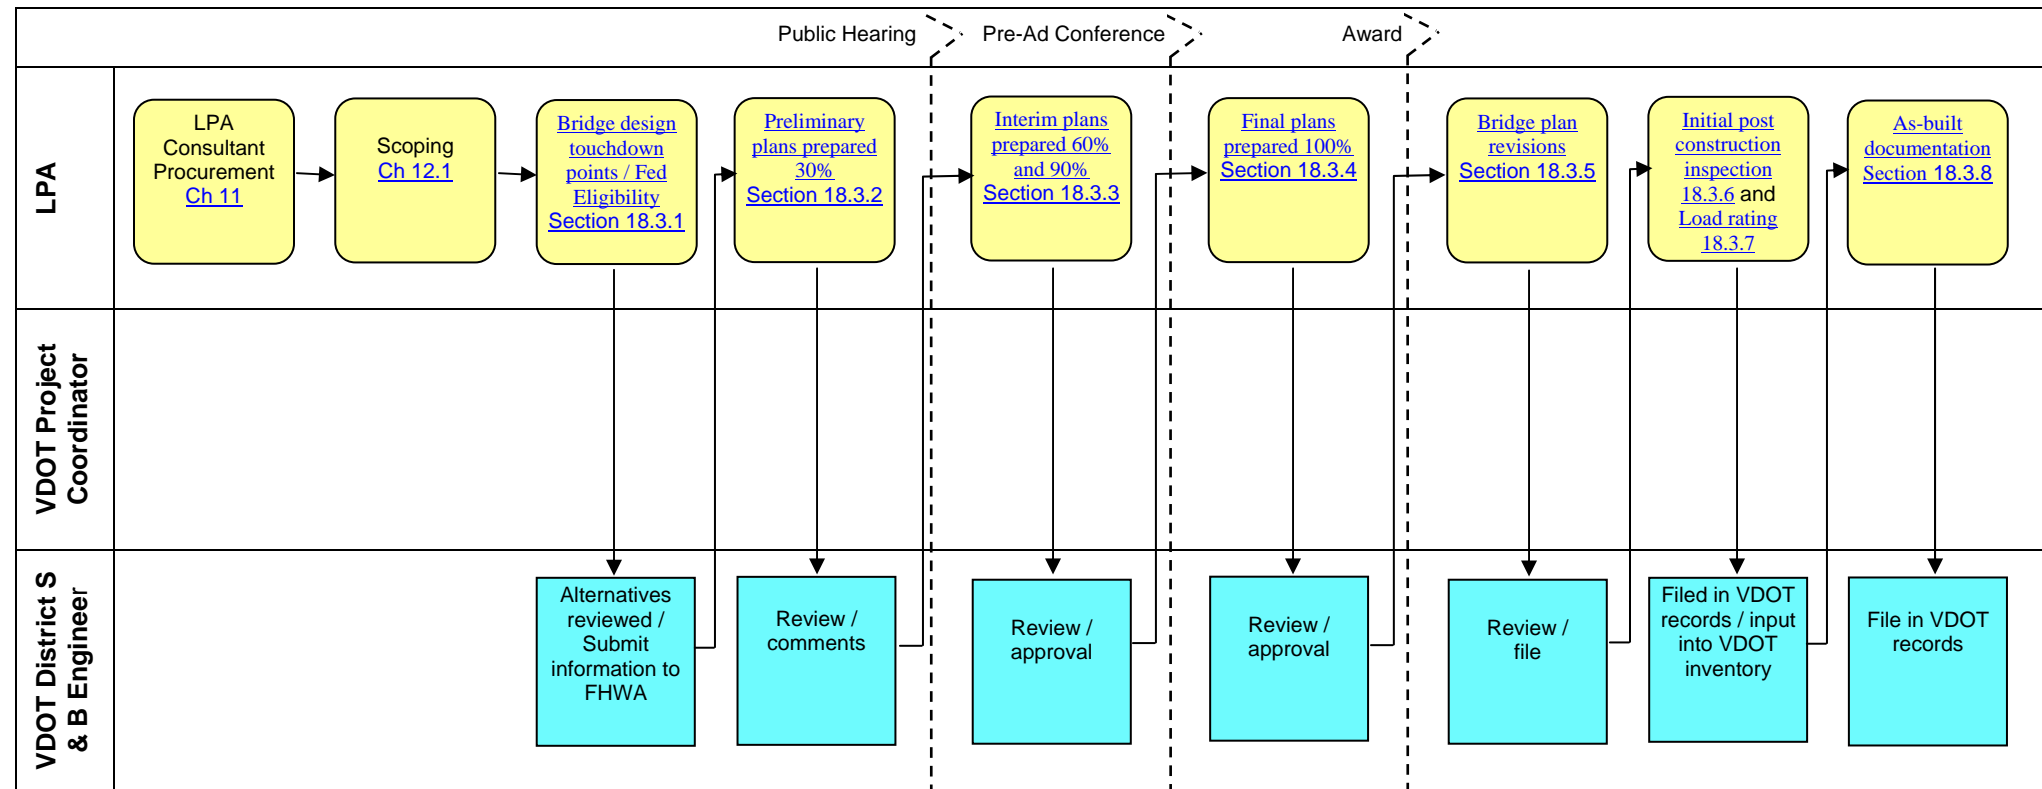 Public Hearing
Pre-Ad Conference
Award
LPA
LPA
Consultant
Procurement
Ch 11
Scoping
Ch 12.1
Bridge design
touchdown
points / Fed
Eligibility
Section 18.3.1
Preliminary
plans prepared
30%
Section 18.3.2
Interim plans
prepared 60%
and 90%
Section 18.3.3
Final plans
prepared 100%
Section 18.3.4
Bridge plan
revisions
Section 18.3.5
Initial post
construction
inspection
18.3.6 and
Load rating
18.3.7
As-built
documentation
Section 18.3.8
VDOT Project
Coordinator
VDOT District S
& B Engineer
Alternatives
reviewed /
Submit
information to
FHWA
Review /
comments
Review /
approval
Review /
approval
Review /
file
Filed in VDOT
records / input
into VDOT
inventory
File in VDOT
records